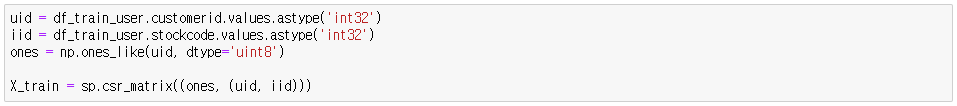 uid = df_train_user.customerid.values.astype('int32')
iid = df_train_user.stockcode.values.astype('int32')
ones = np.ones_like(uid, dtype='uint8')
X_train = sp.csr_matrix((ones, (uid, iid)))